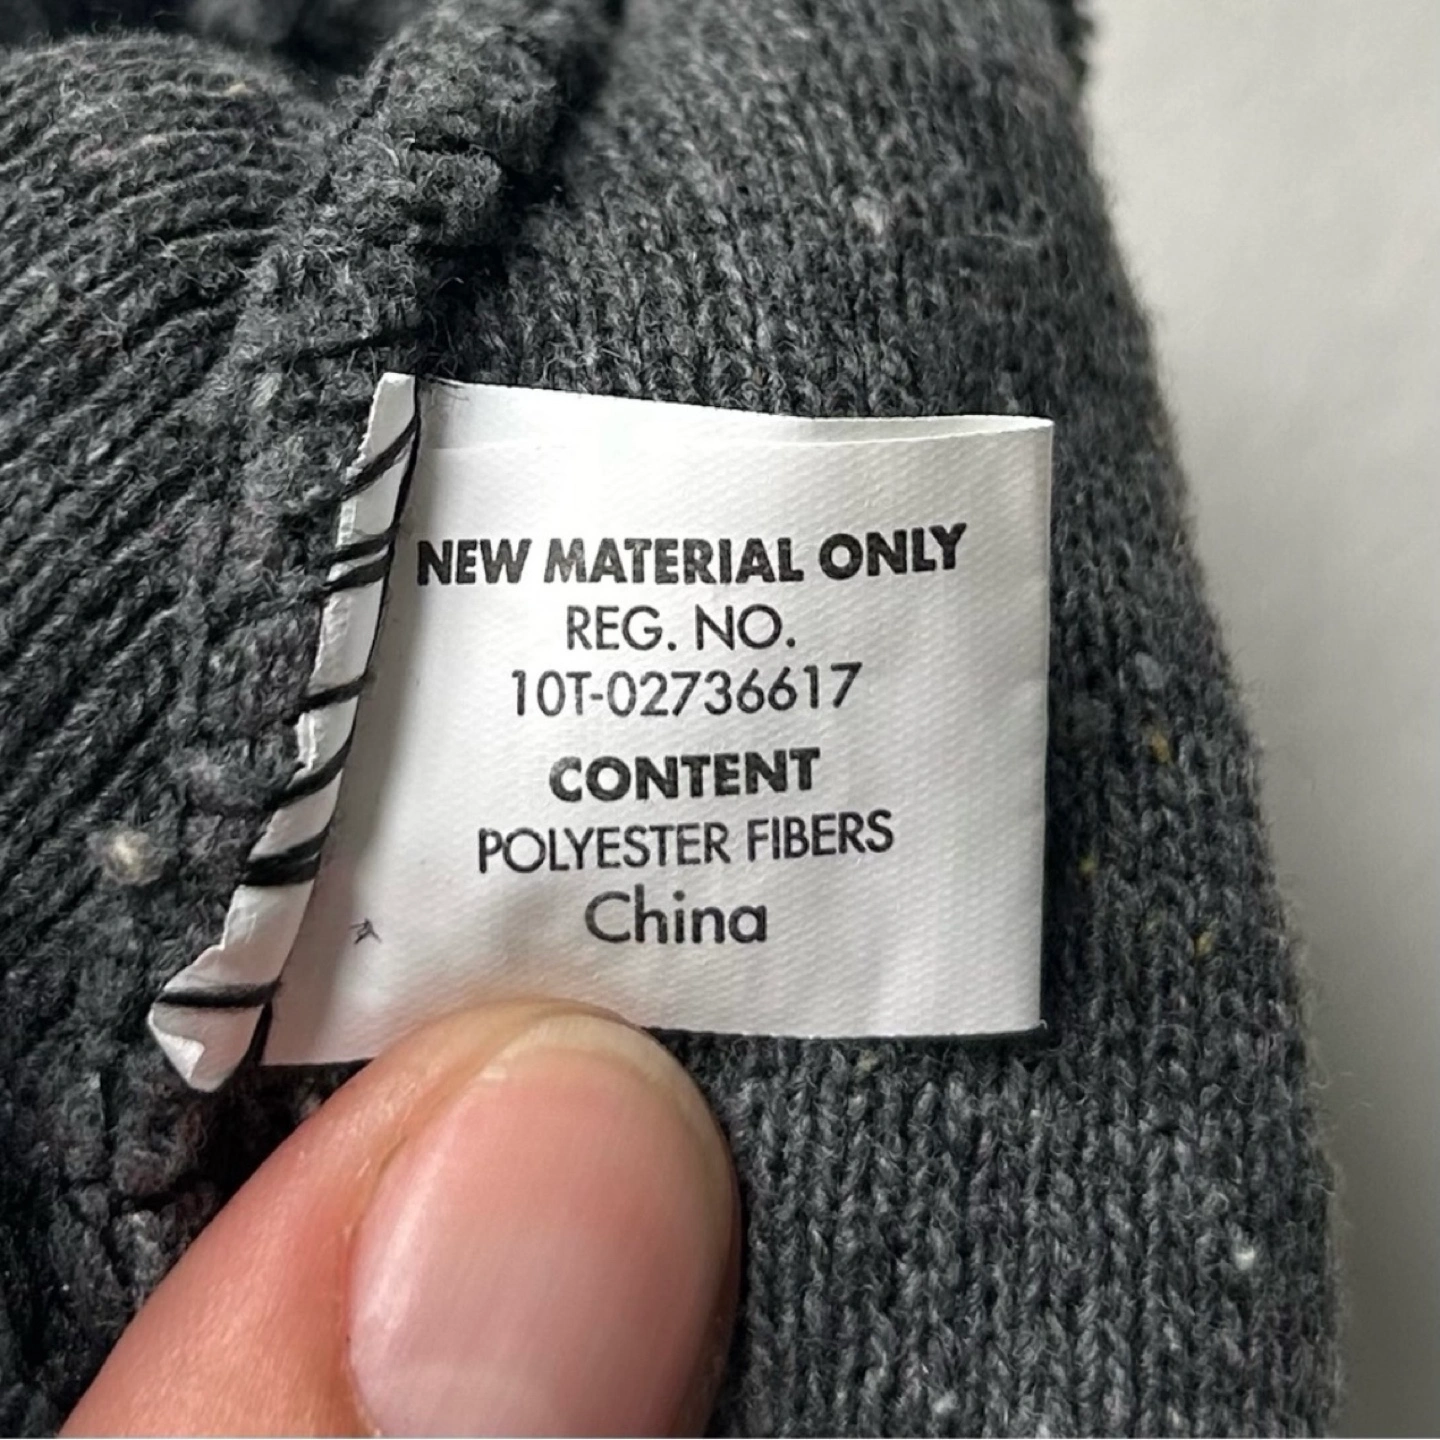 NEW MATERIAL ONLY
REG. NO.
10T-02736617
CONTENT
POLYESTER FIBERS
China